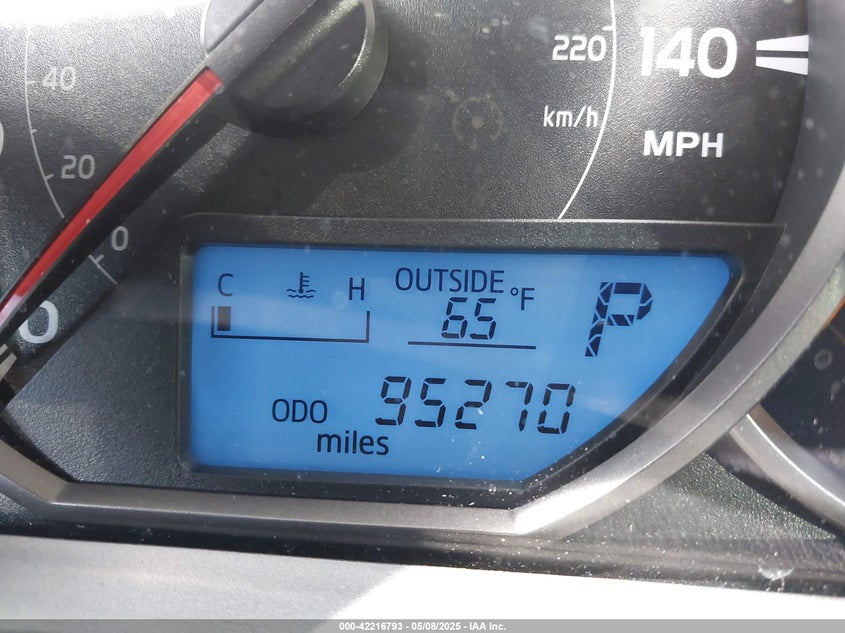 220
140
km/h
MPH
40
20
0
0
C
H
OUTSIDE
65 °F
P
ODO 95270
miles
000-42216793 - 05/08/2025 - IAA Inc.